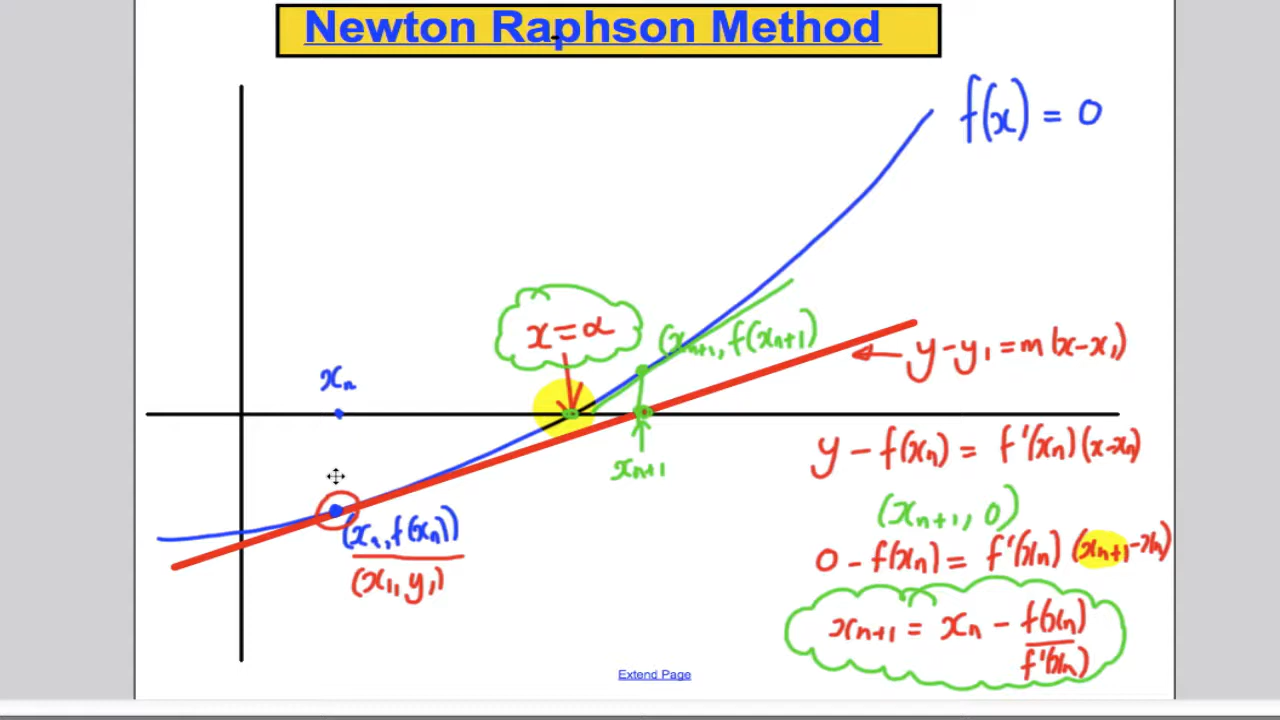 Newton Raphson Method
f(x) = 0
x = α
(xₙ₊₁, f(xₙ₊₁))
y - y₁ = m(x - x₁)
xₙ
xₙ₊₁
y - f(xₙ) = f'(xₙ)(x - xₙ)
(xₙ, f(xₙ))
(xₙ₊₁, 0)
(x₁, y₁)
0 - f(xₙ) = f'(xₙ)(xₙ₊₁ - xₙ)
xₙ₊₁ = xₙ - f(xₙ)
f'(xₙ)
Extend Page